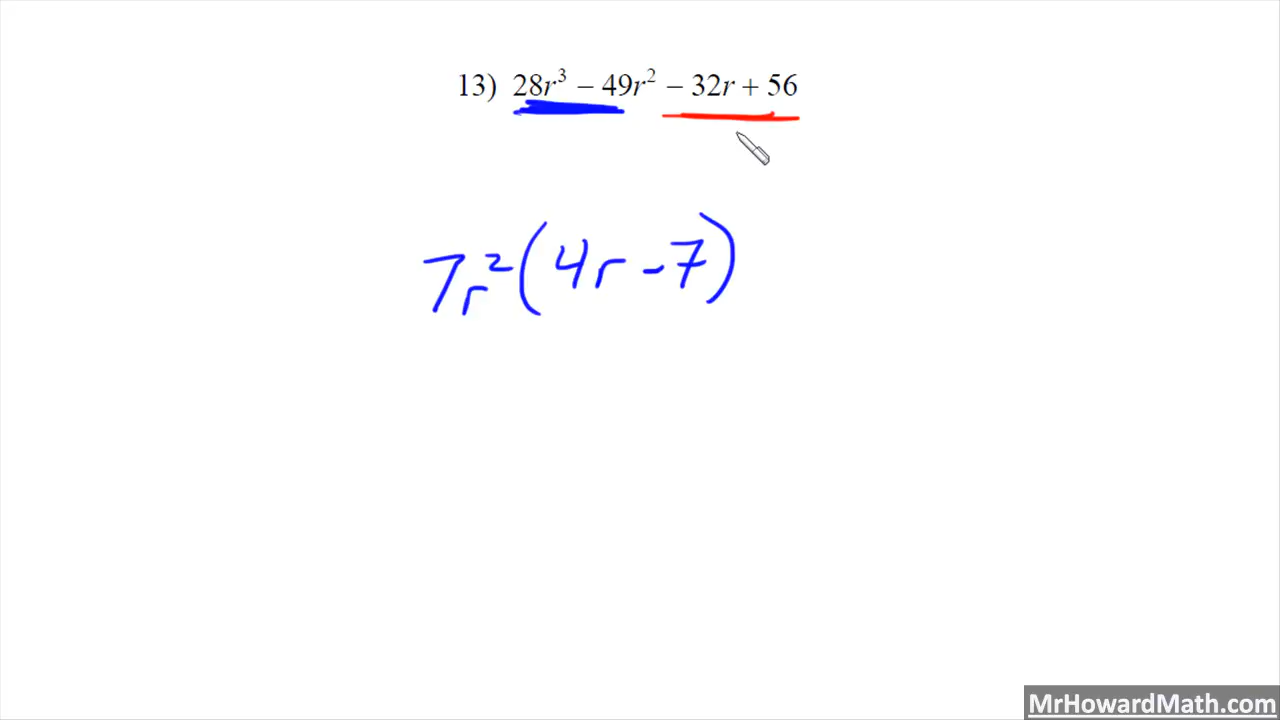 13) 28r³ − 49r² − 32r + 56
7r²(4r - 7)
MrHowardMath.com